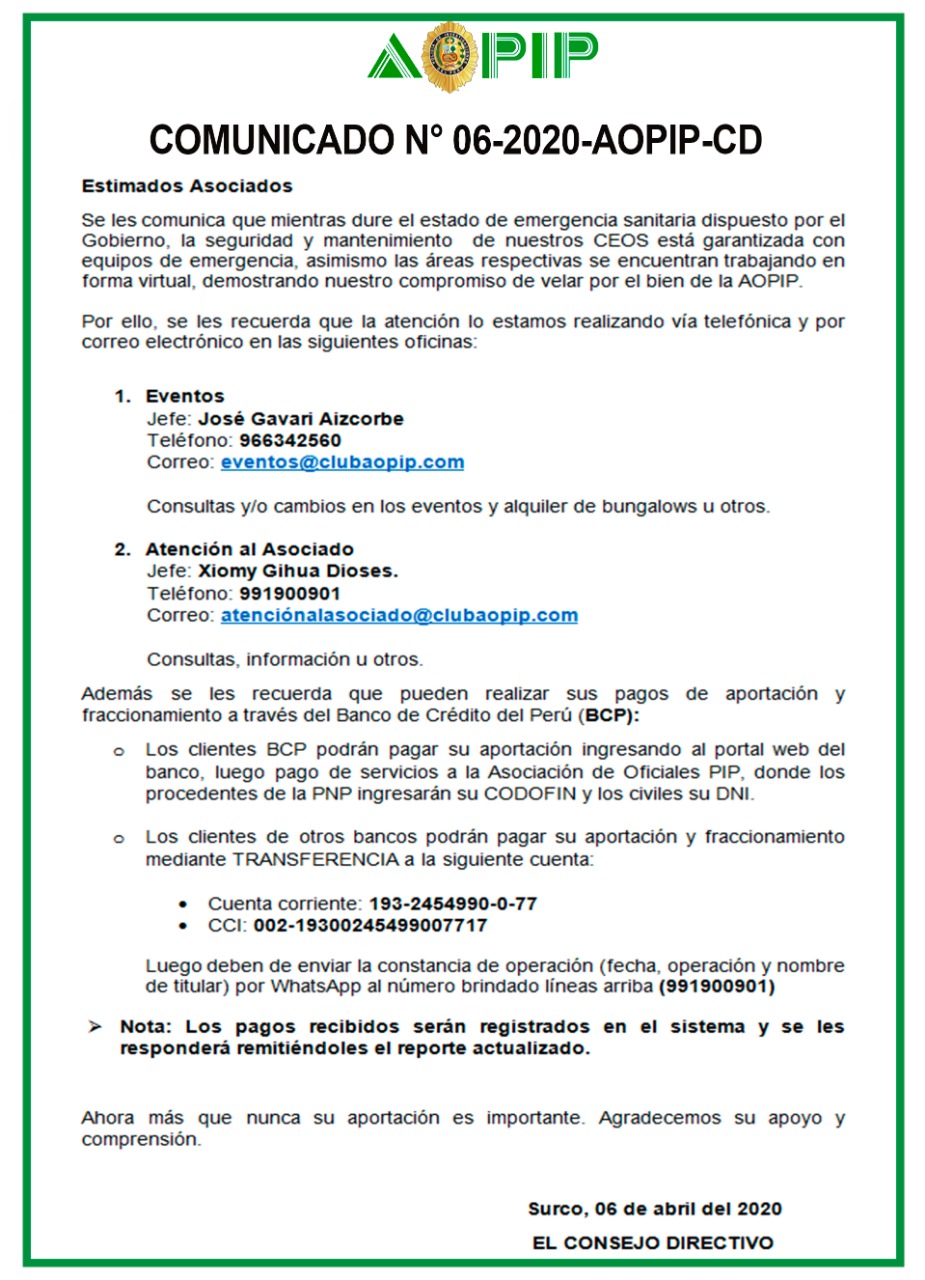 AOPIP
COMUNICADO N° 06-2020-AOPIP-CD
Estimados Asociados
Se les comunica que mientras dure el estado de emergencia sanitaria dispuesto por el
Gobierno, la seguridad y mantenimiento de nuestros CEOS está garantizada con
equipos de emergencia, asimismo las áreas respectivas se encuentran trabajando en
forma virtual, demostrando nuestro compromiso de velar por el bien de la AOPIP.
Por ello, se les recuerda que la atención lo estamos realizando vía telefónica y por
correo electrónico en las siguientes oficinas:
1. Eventos
Jefe: José Gavari Aizcorbe
Teléfono: 966342560
Correo: eventos@clubaopip.com
Consultas y/o cambios en los eventos y alquiler de bungalows u otros.
2. Atención al Asociado
Jefe: Xiomy Gihua Dioses.
Teléfono: 991900901
Correo: atenciónalasociado@clubaopip.com
Consultas, información u otros.
Además se les recuerda que pueden realizar sus pagos de aportación y
fraccionamiento a través del Banco de Crédito del Perú (BCP):
o Los clientes BCP podrán pagar su aportación ingresando al portal web del
banco, luego pago de servicios a la Asociación de Oficiales PIP, donde los
procedentes de la PNP ingresarán su CODOFIN y los civiles su DNI.
o Los clientes de otros bancos podrán pagar su aportación y fraccionamiento
mediante TRANSFERENCIA a la siguiente cuenta:
• Cuenta corriente: 193-2454990-0-77
• CCI: 002-19300245499007717
Luego deben de enviar la constancia de operación (fecha, operación y nombre
de titular) por WhatsApp al número brindado líneas arriba (991900901)
➢ Nota: Los pagos recibidos serán registrados en el sistema y se les
responderá remitiéndoles el reporte actualizado.
Ahora más que nunca su aportación es importante. Agradecemos su apoyo y
comprensión.
Surco, 06 de abril del 2020
EL CONSEJO DIRECTIVO